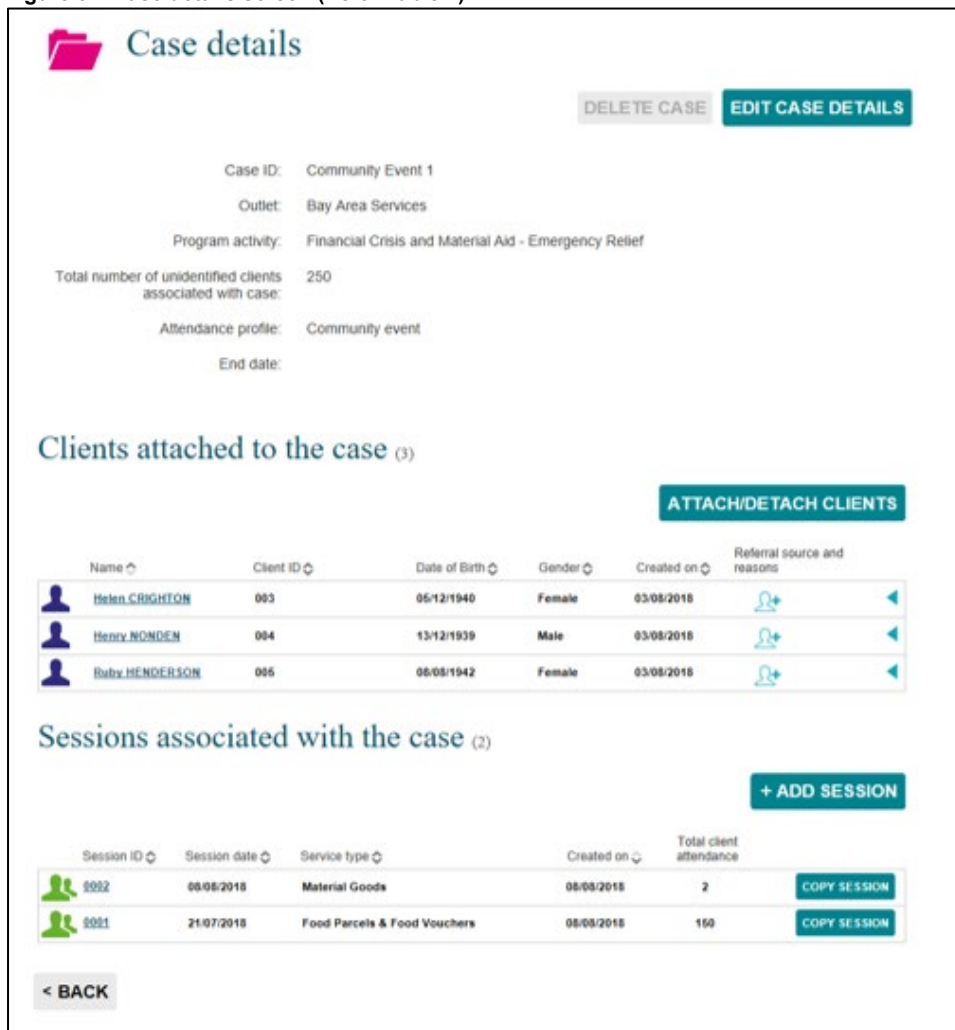 Case details
DELETE CASE EDIT CASE DETAILS
Case ID: Community Event 1
Outlet: Bay Area Services
Program activity: Financial Crisis and Material Aid - Emergency Relief
Total number of unidentified clients 250
associated with case:
Attendance profile: Community event
End date:
Clients attached to the case (3)
ATTACH/DETACH CLIENTS
Referral source and
Name Client ID Date of Birth Gender Created on reasons
Helen CRIGHTON 003 05/12/1940 Female 03/08/2018
Henry NONDEN 004 13/12/1939 Male 03/08/2018
Ruby HENDERSON 005 08/08/1942 Female 03/08/2018
Sessions associated with the case (2)
+ ADD SESSION
Total client
Session ID Session date Service type Created on attendance
0002 08/08/2018 Material Goods 08/08/2018 2 COPY SESSION
0001 21/07/2018 Food Parcels & Food Vouchers 08/08/2018 150 COPY SESSION
< BACK